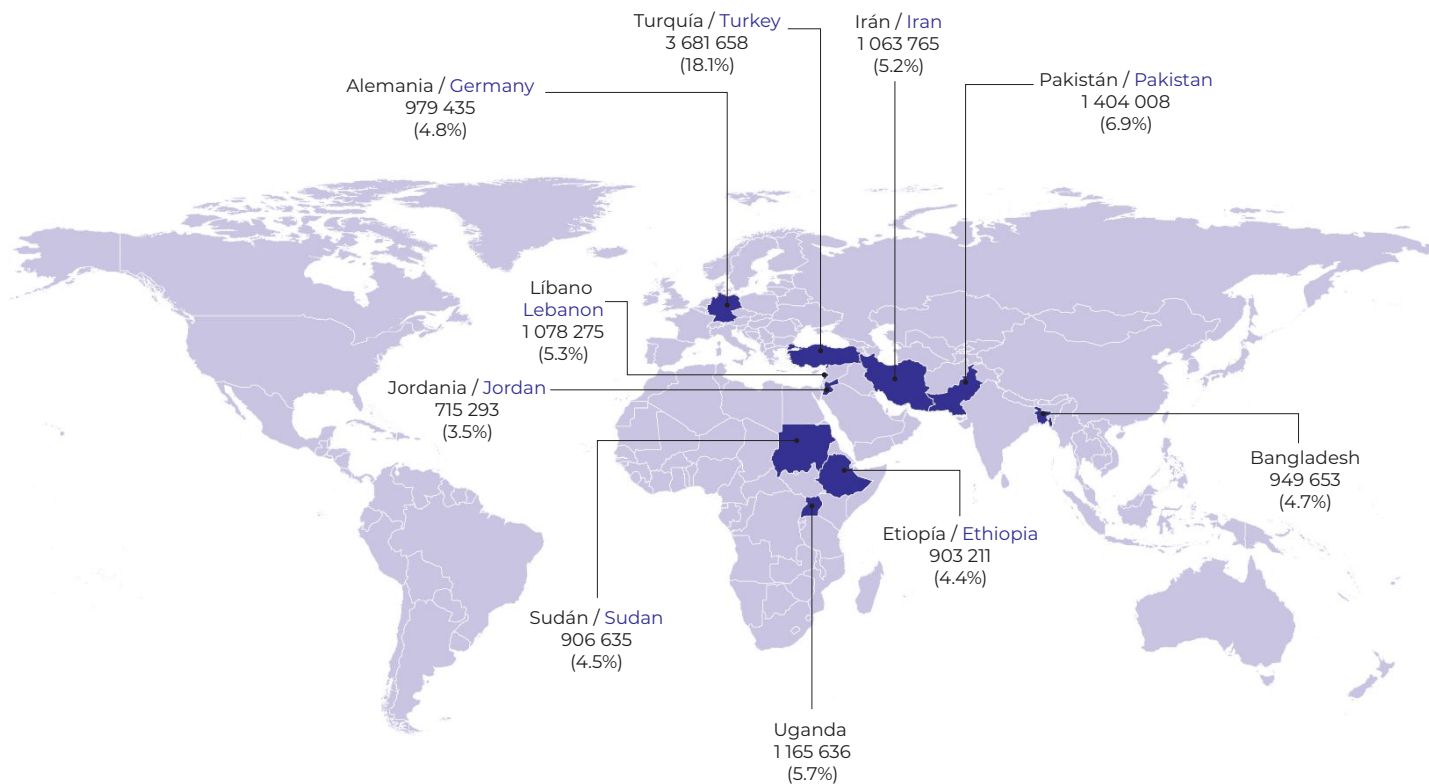 Turquía / Turkey
3 681 658
(18.1%)
Irán / Iran
1 063 765
(5.2%)
Pakistán / Pakistan
1 404 008
(6.9%)
Alemania / Germany
979 435
(4.8%)
Líbano
Lebanon
1 078 275
(5.3%)
Jordania / Jordan
715 293
(3.5%)
Bangladesh
949 653
(4.7%)
Etiopía / Ethiopia
903 211
(4.4%)
Sudán / Sudan
906 635
(4.5%)
Uganda
1 165 636
(5.7%)